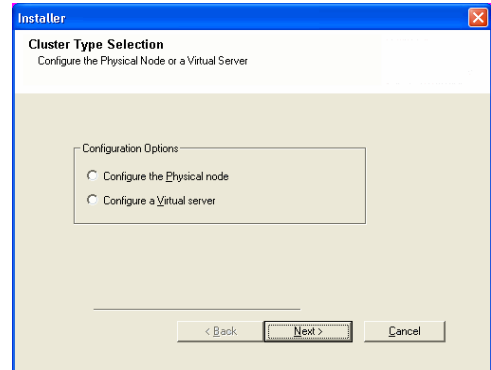 Installer
Cluster Type Selection
Configure the Physical Node or a Virtual Server
Configuration Options
Configure the Physical node
Configure a Virtual server
< Back
Next >
Cancel